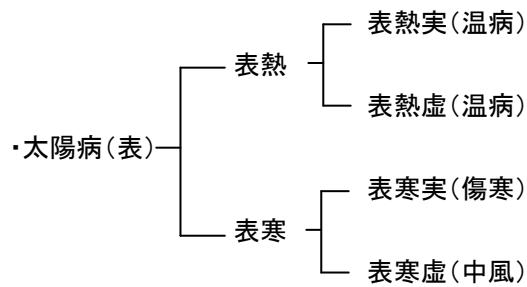 表熱実(温病)
表熱
表熱虚(温病)
・太陽病(表)
表寒実(傷寒)
表寒
表寒虚(中風)